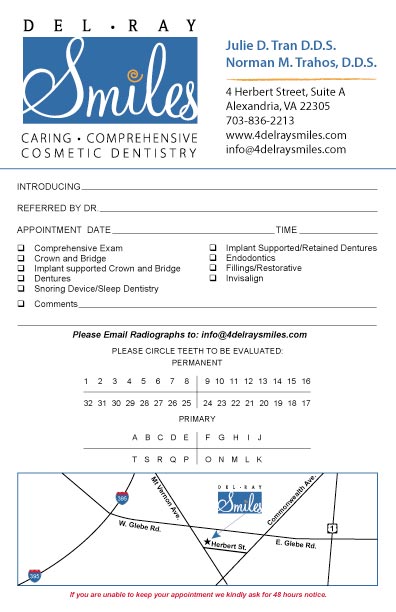 DEL • RAY
Smiles
CARING • COMPREHENSIVE
COSMETIC DENTISTRY
Julie D. Tran D.D.S.
Norman M. Trahos, D.D.S.
4 Herbert Street, Suite A
Alexandria, VA 22305
703-836-2213
www.4delraysmiles.com
info@4delraysmiles.com
INTRODUCING
REFERRED BY DR.
APPOINTMENT DATE TIME
Comprehensive Exam
Crown and Bridge
Implant supported Crown and Bridge
Dentures
Snoring Device/Sleep Dentistry
Comments
Implant Supported/Retained Dentures
Endodontics
Fillings/Restorative
Invisalign
Please Email Radiographs to: info@4delraysmiles.com
PLEASE CIRCLE TEETH TO BE EVALUATED:
PERMANENT
1 2 3 4 5 6 7 8 9 10 11 12 13 14 15 16
32 31 30 29 28 27 26 25 24 23 22 21 20 19 18 17
PRIMARY
A B C D E F G H I J
T S R Q P O N M L K
DEL • RAY
Smiles
Mt Vernon Ave.
Commonwealth Ave.
395
W. Glebe Rd.
1
E. Glebe Rd.
Herbert St.
395
If you are unable to keep your appointment we kindly ask for 48 hours notice.